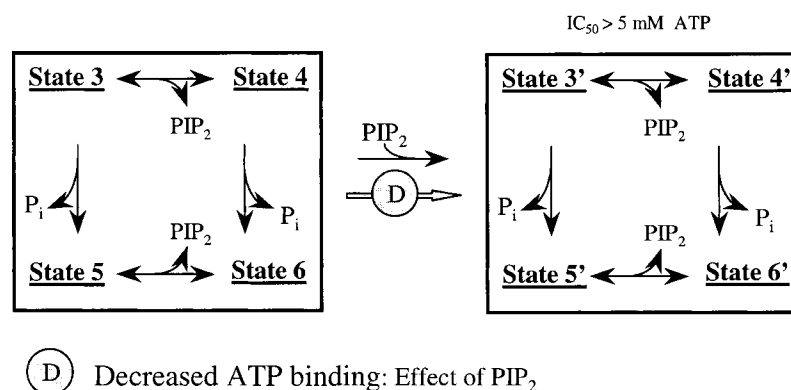 IC₅₀ > 5 mM ATP
State 3 State 4 State 3' State 4'
PIP₂ PIP₂ PIP₂
Pᵢ Pᵢ D Pᵢ Pᵢ
PIP₂ PIP₂
State 5 State 6 State 5' State 6'
D Decreased ATP binding: Effect of PIP₂